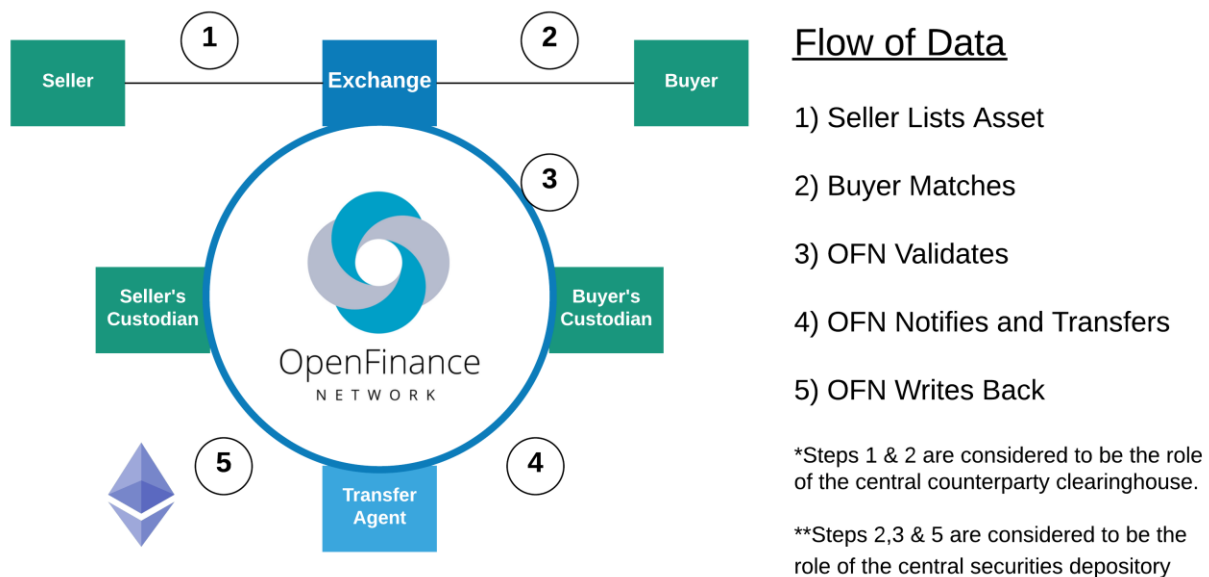 1
2
Seller
Exchange
Buyer
3
Seller's
Custodian
Buyer's
Custodian
OpenFinance
NETWORK
5
4
Transfer
Agent
Flow of Data
1) Seller Lists Asset
2) Buyer Matches
3) OFN Validates
4) OFN Notifies and Transfers
5) OFN Writes Back
*Steps 1 & 2 are considered to be the role
of the central counterparty clearinghouse.
**Steps 2,3 & 5 are considered to be the
role of the central securities depository